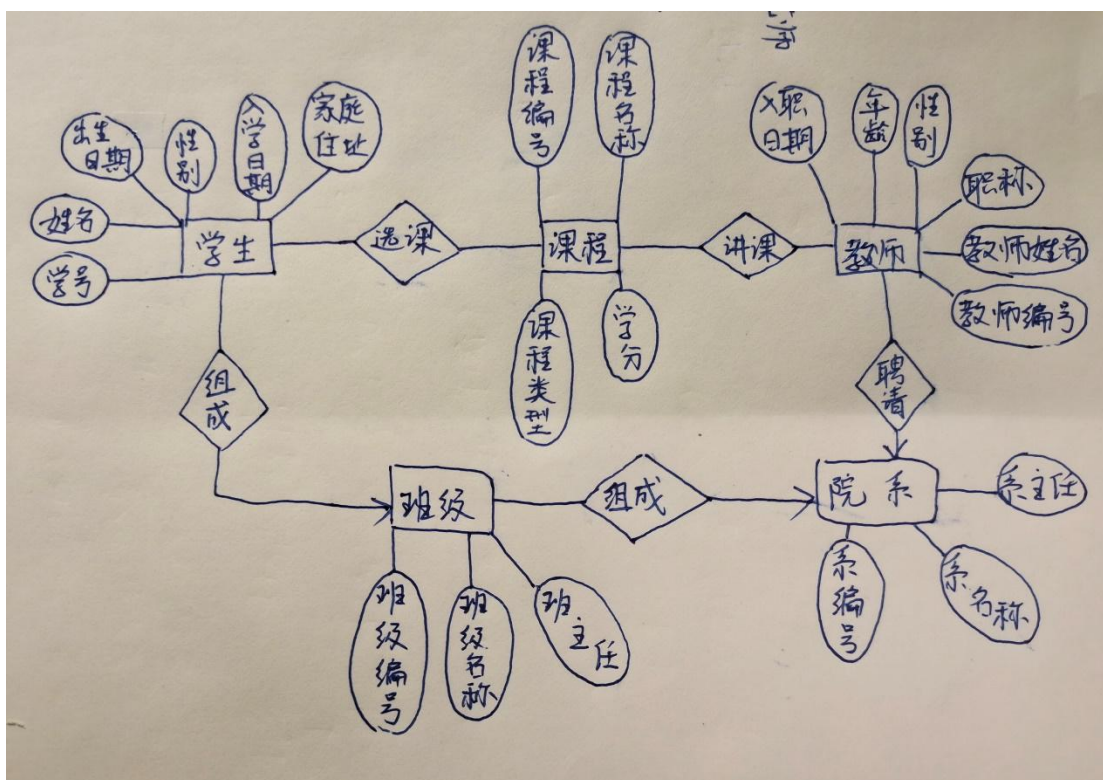 课程编号
课程名称
入职日期
年龄
性别
出生日期
性别
入学日期
家庭住址
职称
姓名
学生
选课
课程
讲课
教师
教师姓名
学号
教师编号
课程类型
学分
组成
聘请
班级
组成
院系
系主任
班级编号
班级名称
班主任
系编号
系名称